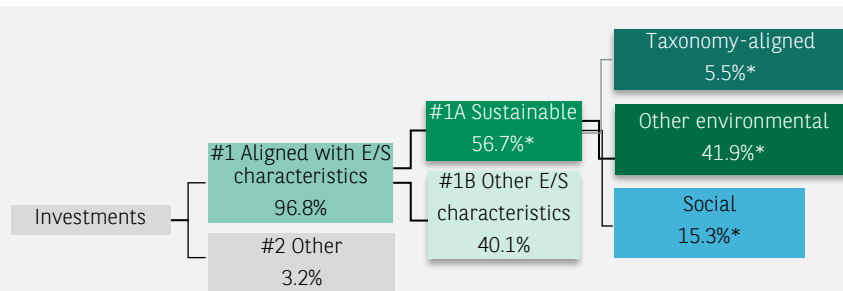 Investments
#1 Aligned with E/S
characteristics
96.8%
#2 Other
3.2%
#1A Sustainable
56.7%*
#1B Other E/S
characteristics
40.1%
Taxonomy-aligned
5.5%*
Other environmental
41.9%*
Social
15.3%*